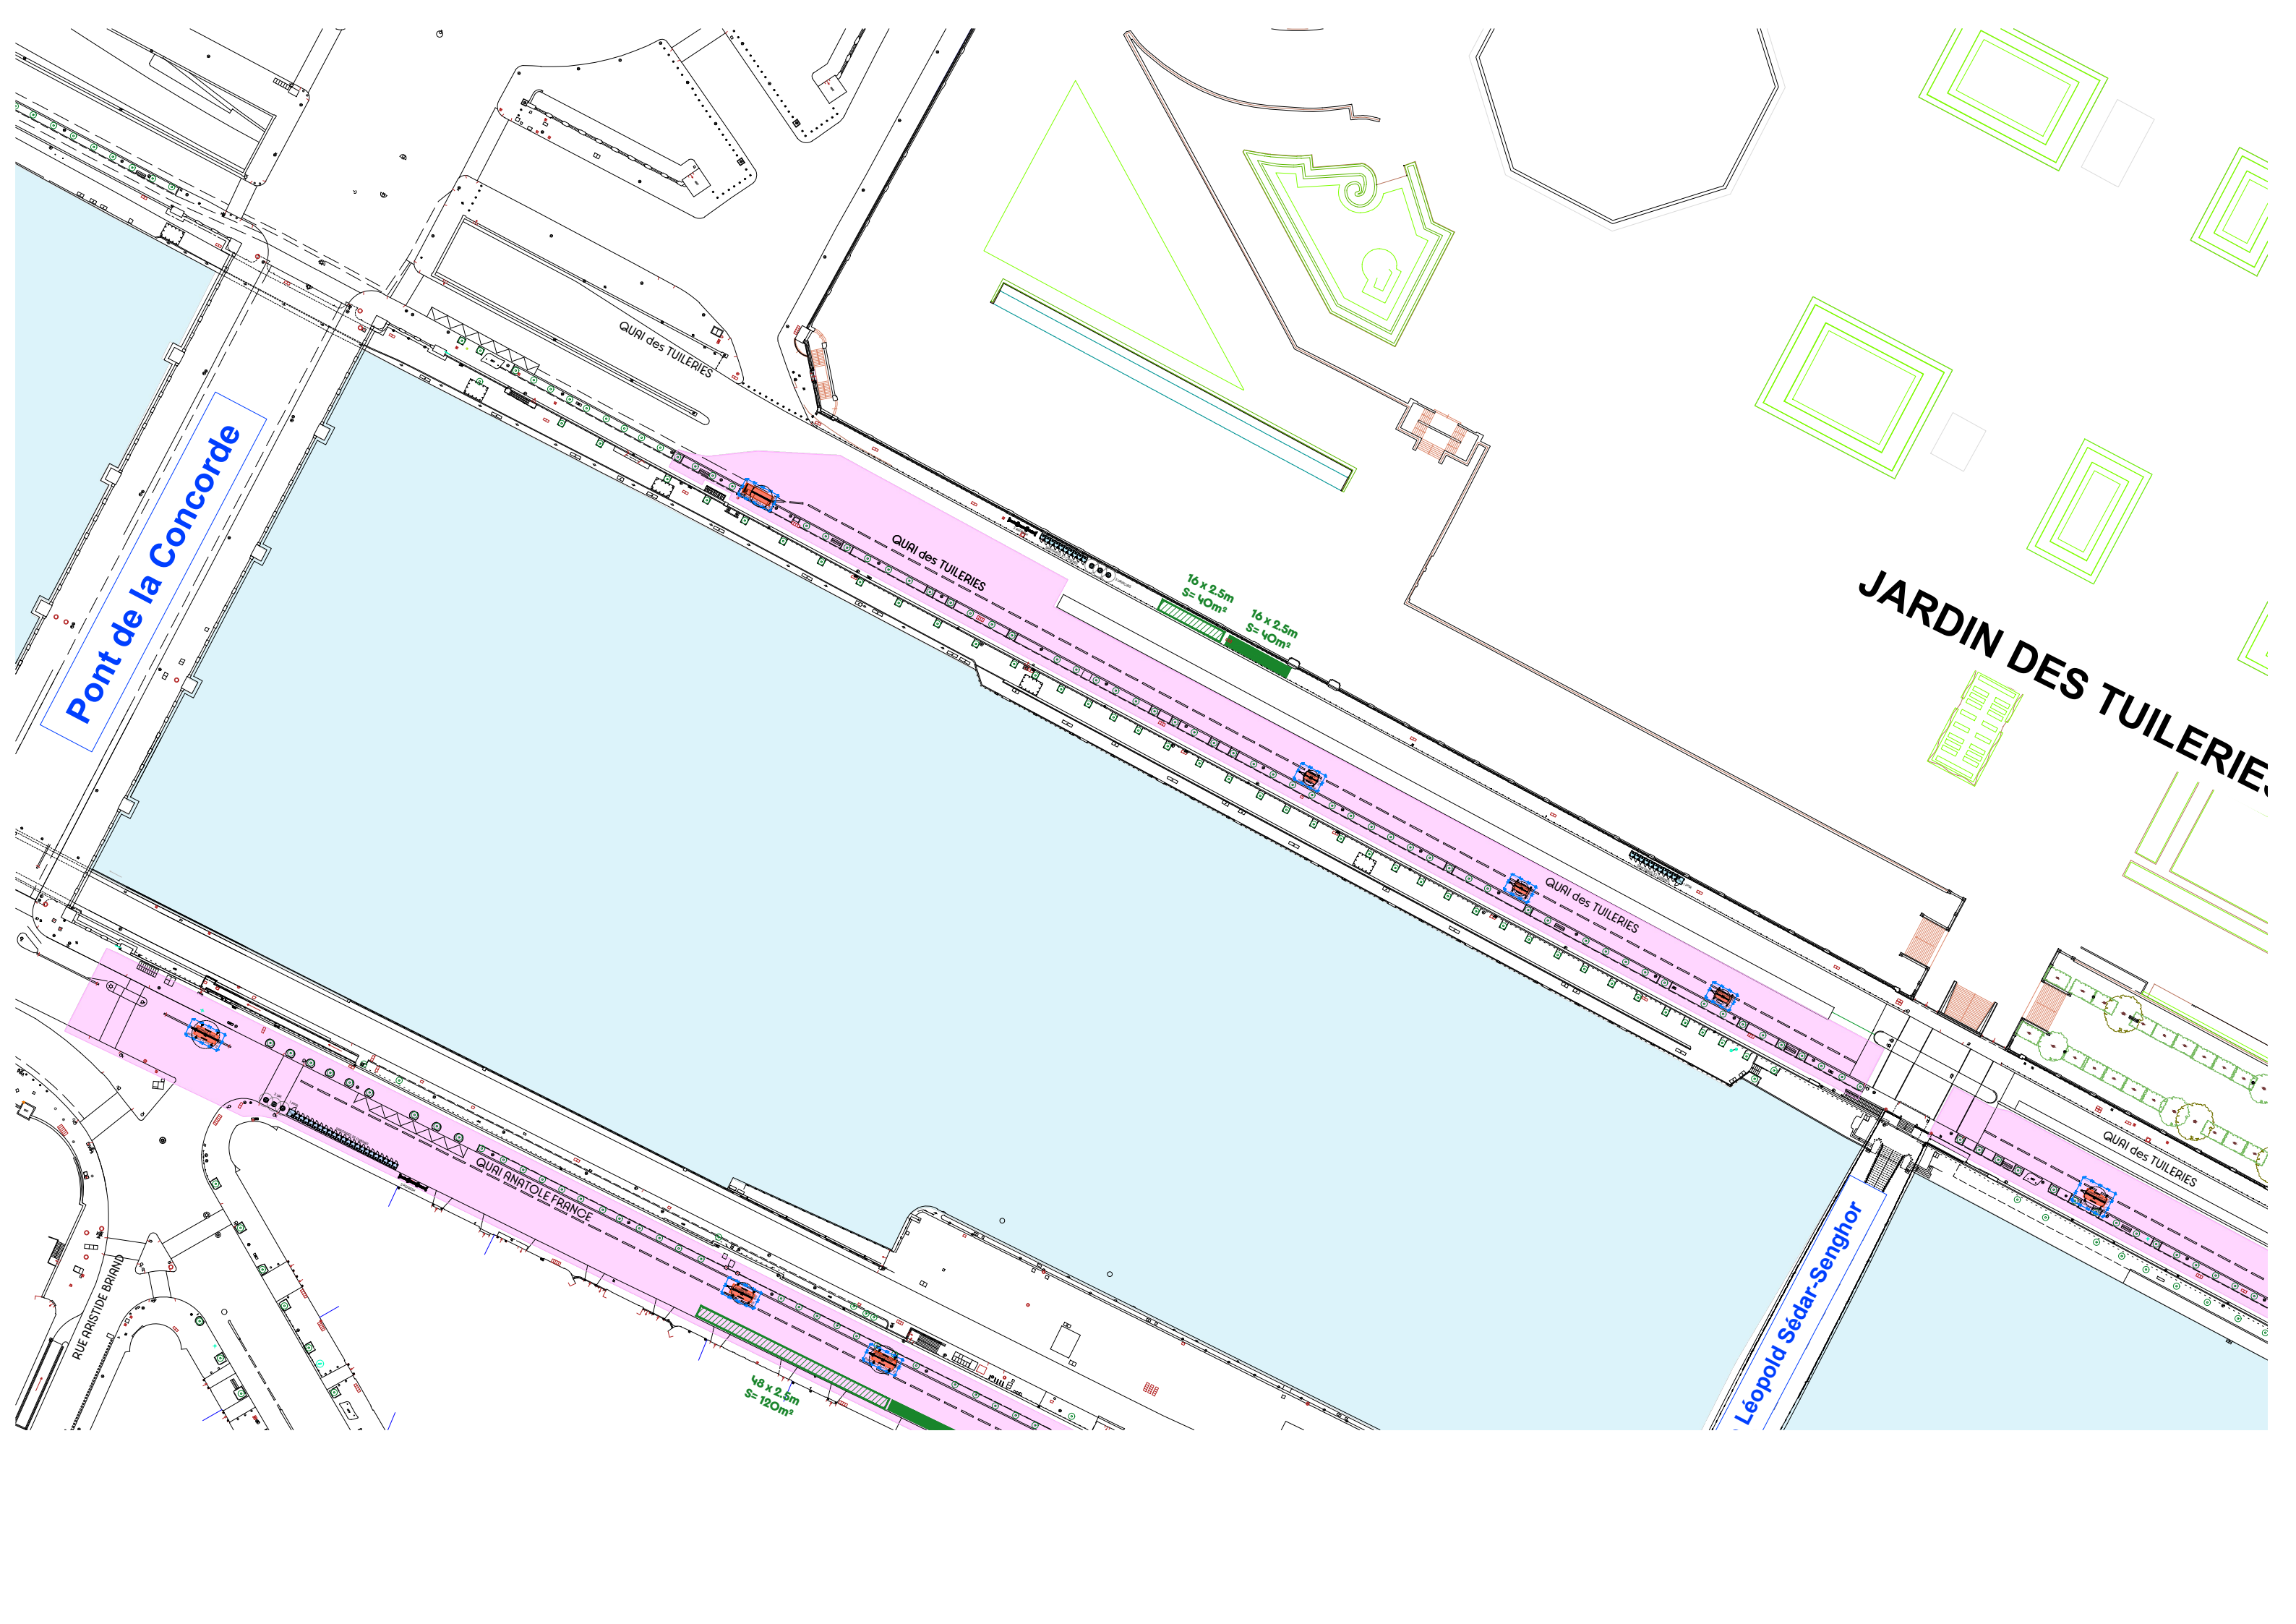 QUAI des TUILERIES
Pont de la Concorde
QUAI des TUILERIES
16 x 2.5m
S= 40m²
16 x 2.5m
S= 40m²
JARDIN DES TUILERIES
QUAI des TUILERIES
QUAI des TUILERIES
QUAI ANATOLE FRANCE
RUE ARISTIDE BRIAND
Léopold Sédar-Senghor
48 x 2.5m
S= 120m²